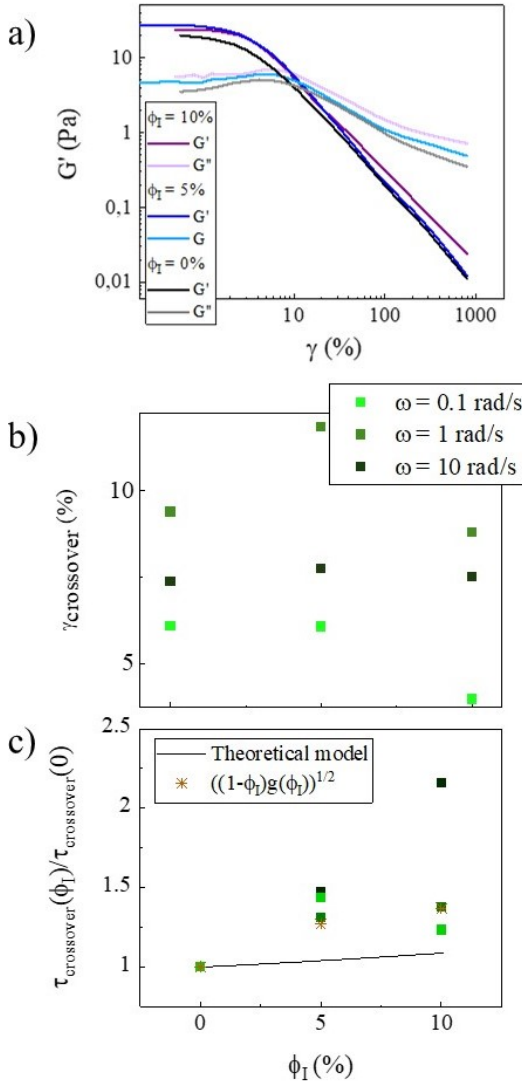 a)
G' (Pa)
10
1
0.1
0,01
ϕI = 10%
G'
G"
ϕI = 5%
G'
G
ϕI = 0%
G'
G"
10
100
1000
γ (%)
b)
ω = 0.1 rad/s
ω = 1 rad/s
ω = 10 rad/s
γcrossover (%)
10
5
c)
τcrossover(ϕI)/τcrossover(0)
2.5
2
1.5
1
Theoretical model
((1-ϕI)g(ϕI))1/2
0
5
10
ϕI (%)